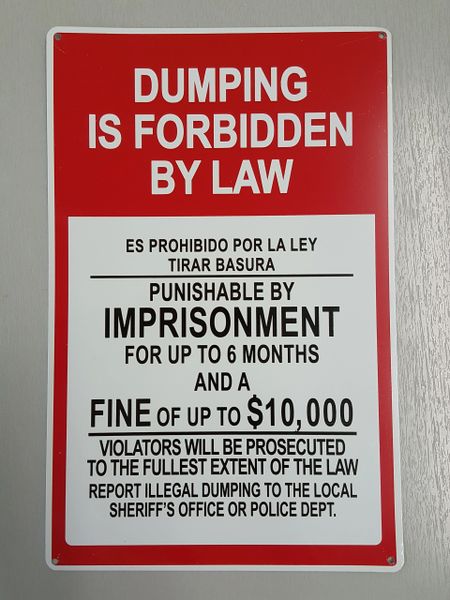 DUMPING
IS FORBIDDEN
BY LAW
ES PROHIBIDO POR LA LEY
TIRAR BASURA
PUNISHABLE BY
IMPRISONMENT
FOR UP TO 6 MONTHS
AND A
FINE OF UP TO $10,000
VIOLATORS WILL BE PROSECUTED
TO THE FULLEST EXTENT OF THE LAW
REPORT ILLEGAL DUMPING TO THE LOCAL
SHERIFF'S OFFICE OR POLICE DEPT.